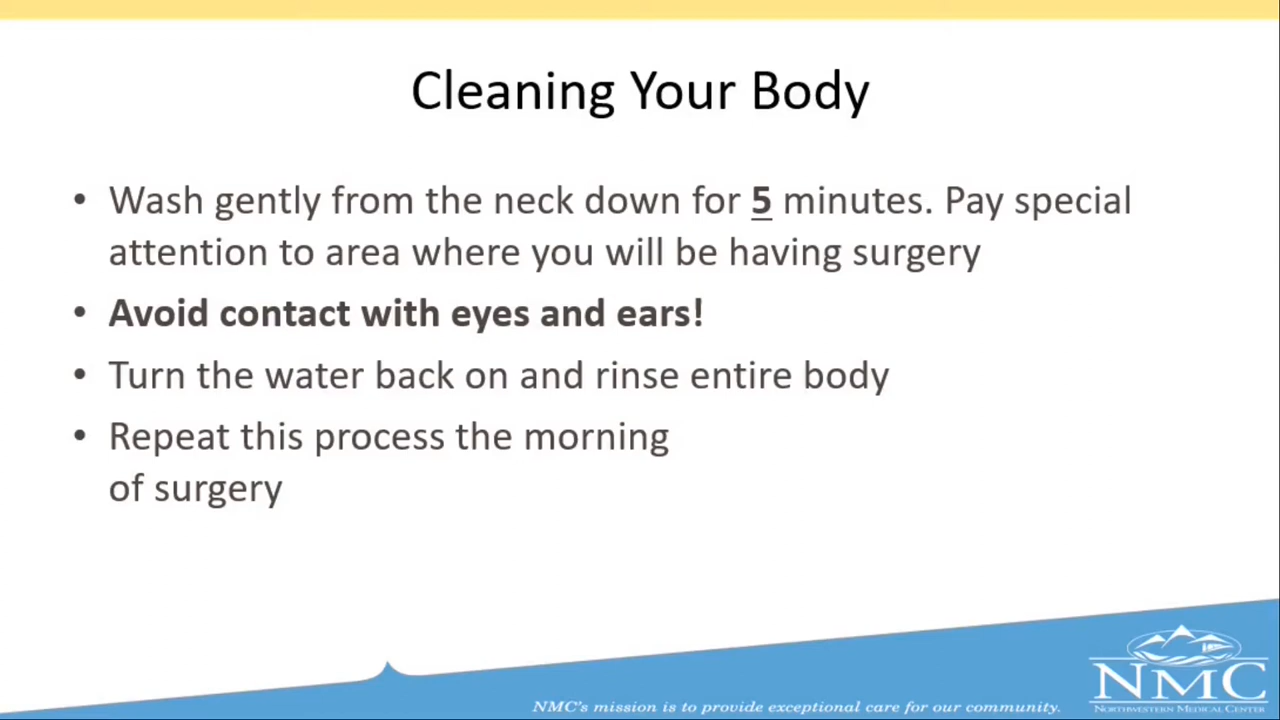 Cleaning Your Body
• Wash gently from the neck down for 5 minutes. Pay special
attention to area where you will be having surgery
• Avoid contact with eyes and ears!
• Turn the water back on and rinse entire body
• Repeat this process the morning
of surgery
NMC
NORTHWESTERN MEDICAL CENTER
NMC's mission is to provide exceptional care for our community.